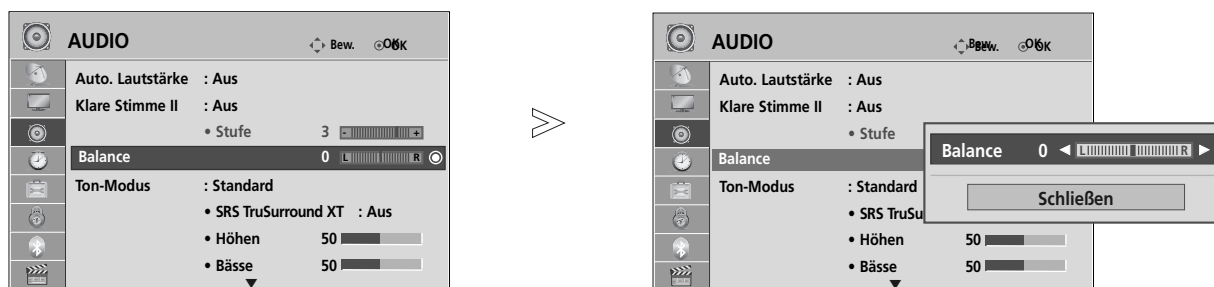 AUDIO Bew. OK
Auto. Lautstärke : Aus
Klare Stimme II : Aus
• Stufe 3 - +
Balance 0 L R
Ton-Modus : Standard
• SRS TruSurround XT : Aus
• Höhen 50
• Bässe 50
AUDIO Bew. OK
Auto. Lautstärke : Aus
Klare Stimme II : Aus
• Stufe
Balance
Ton-Modus : Standard
• SRS TruSu
• Höhen 50
• Bässe 50
Balance 0 L R
Schließen